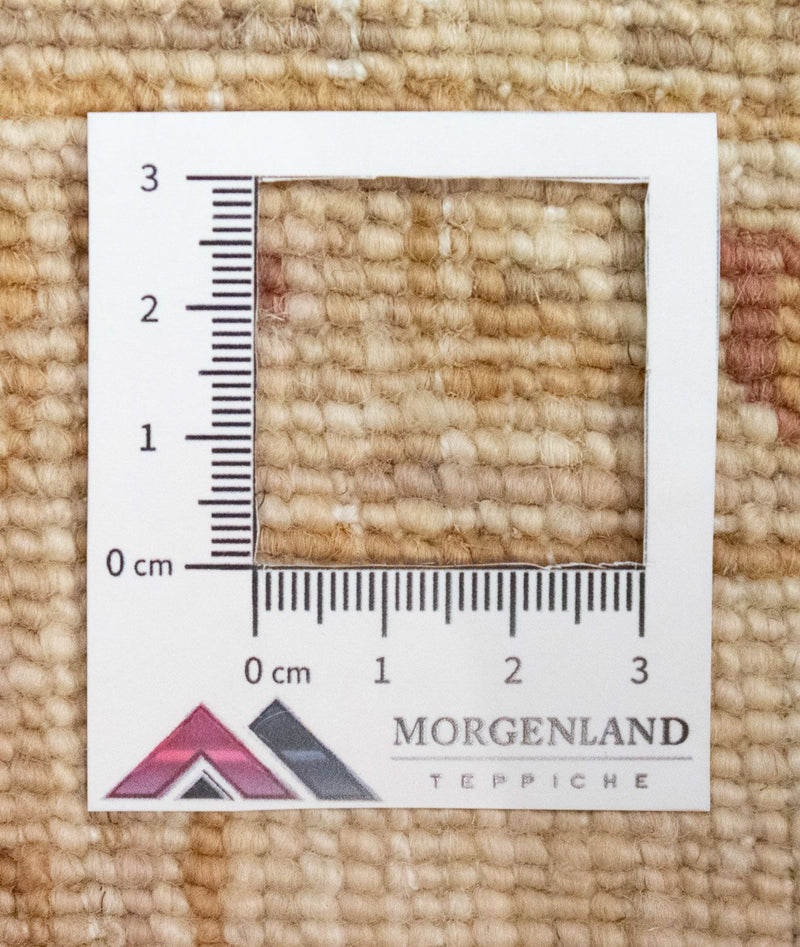 3
2
1
0 cm
0 cm 1 2 3
MORGENLAND
TEPPICHE